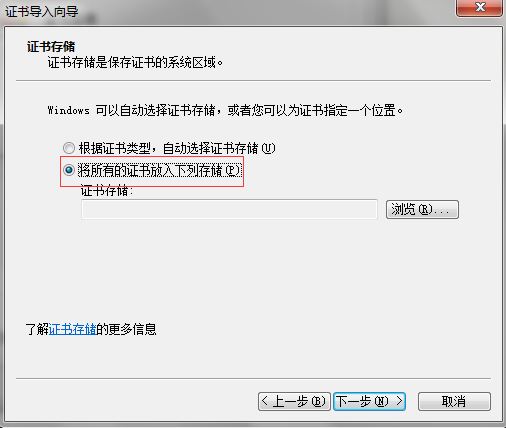 证书导入向导
证书存储
证书存储是保存证书的系统区域。
Windows 可以自动选择证书存储，或者您可以为证书指定一个位置。
根据证书类型，自动选择证书存储(U)
将所有的证书放入下列存储(P)
证书存储:
浏览(R)...
了解证书存储的更多信息
< 上一步(B) 下一步(N) > 取消